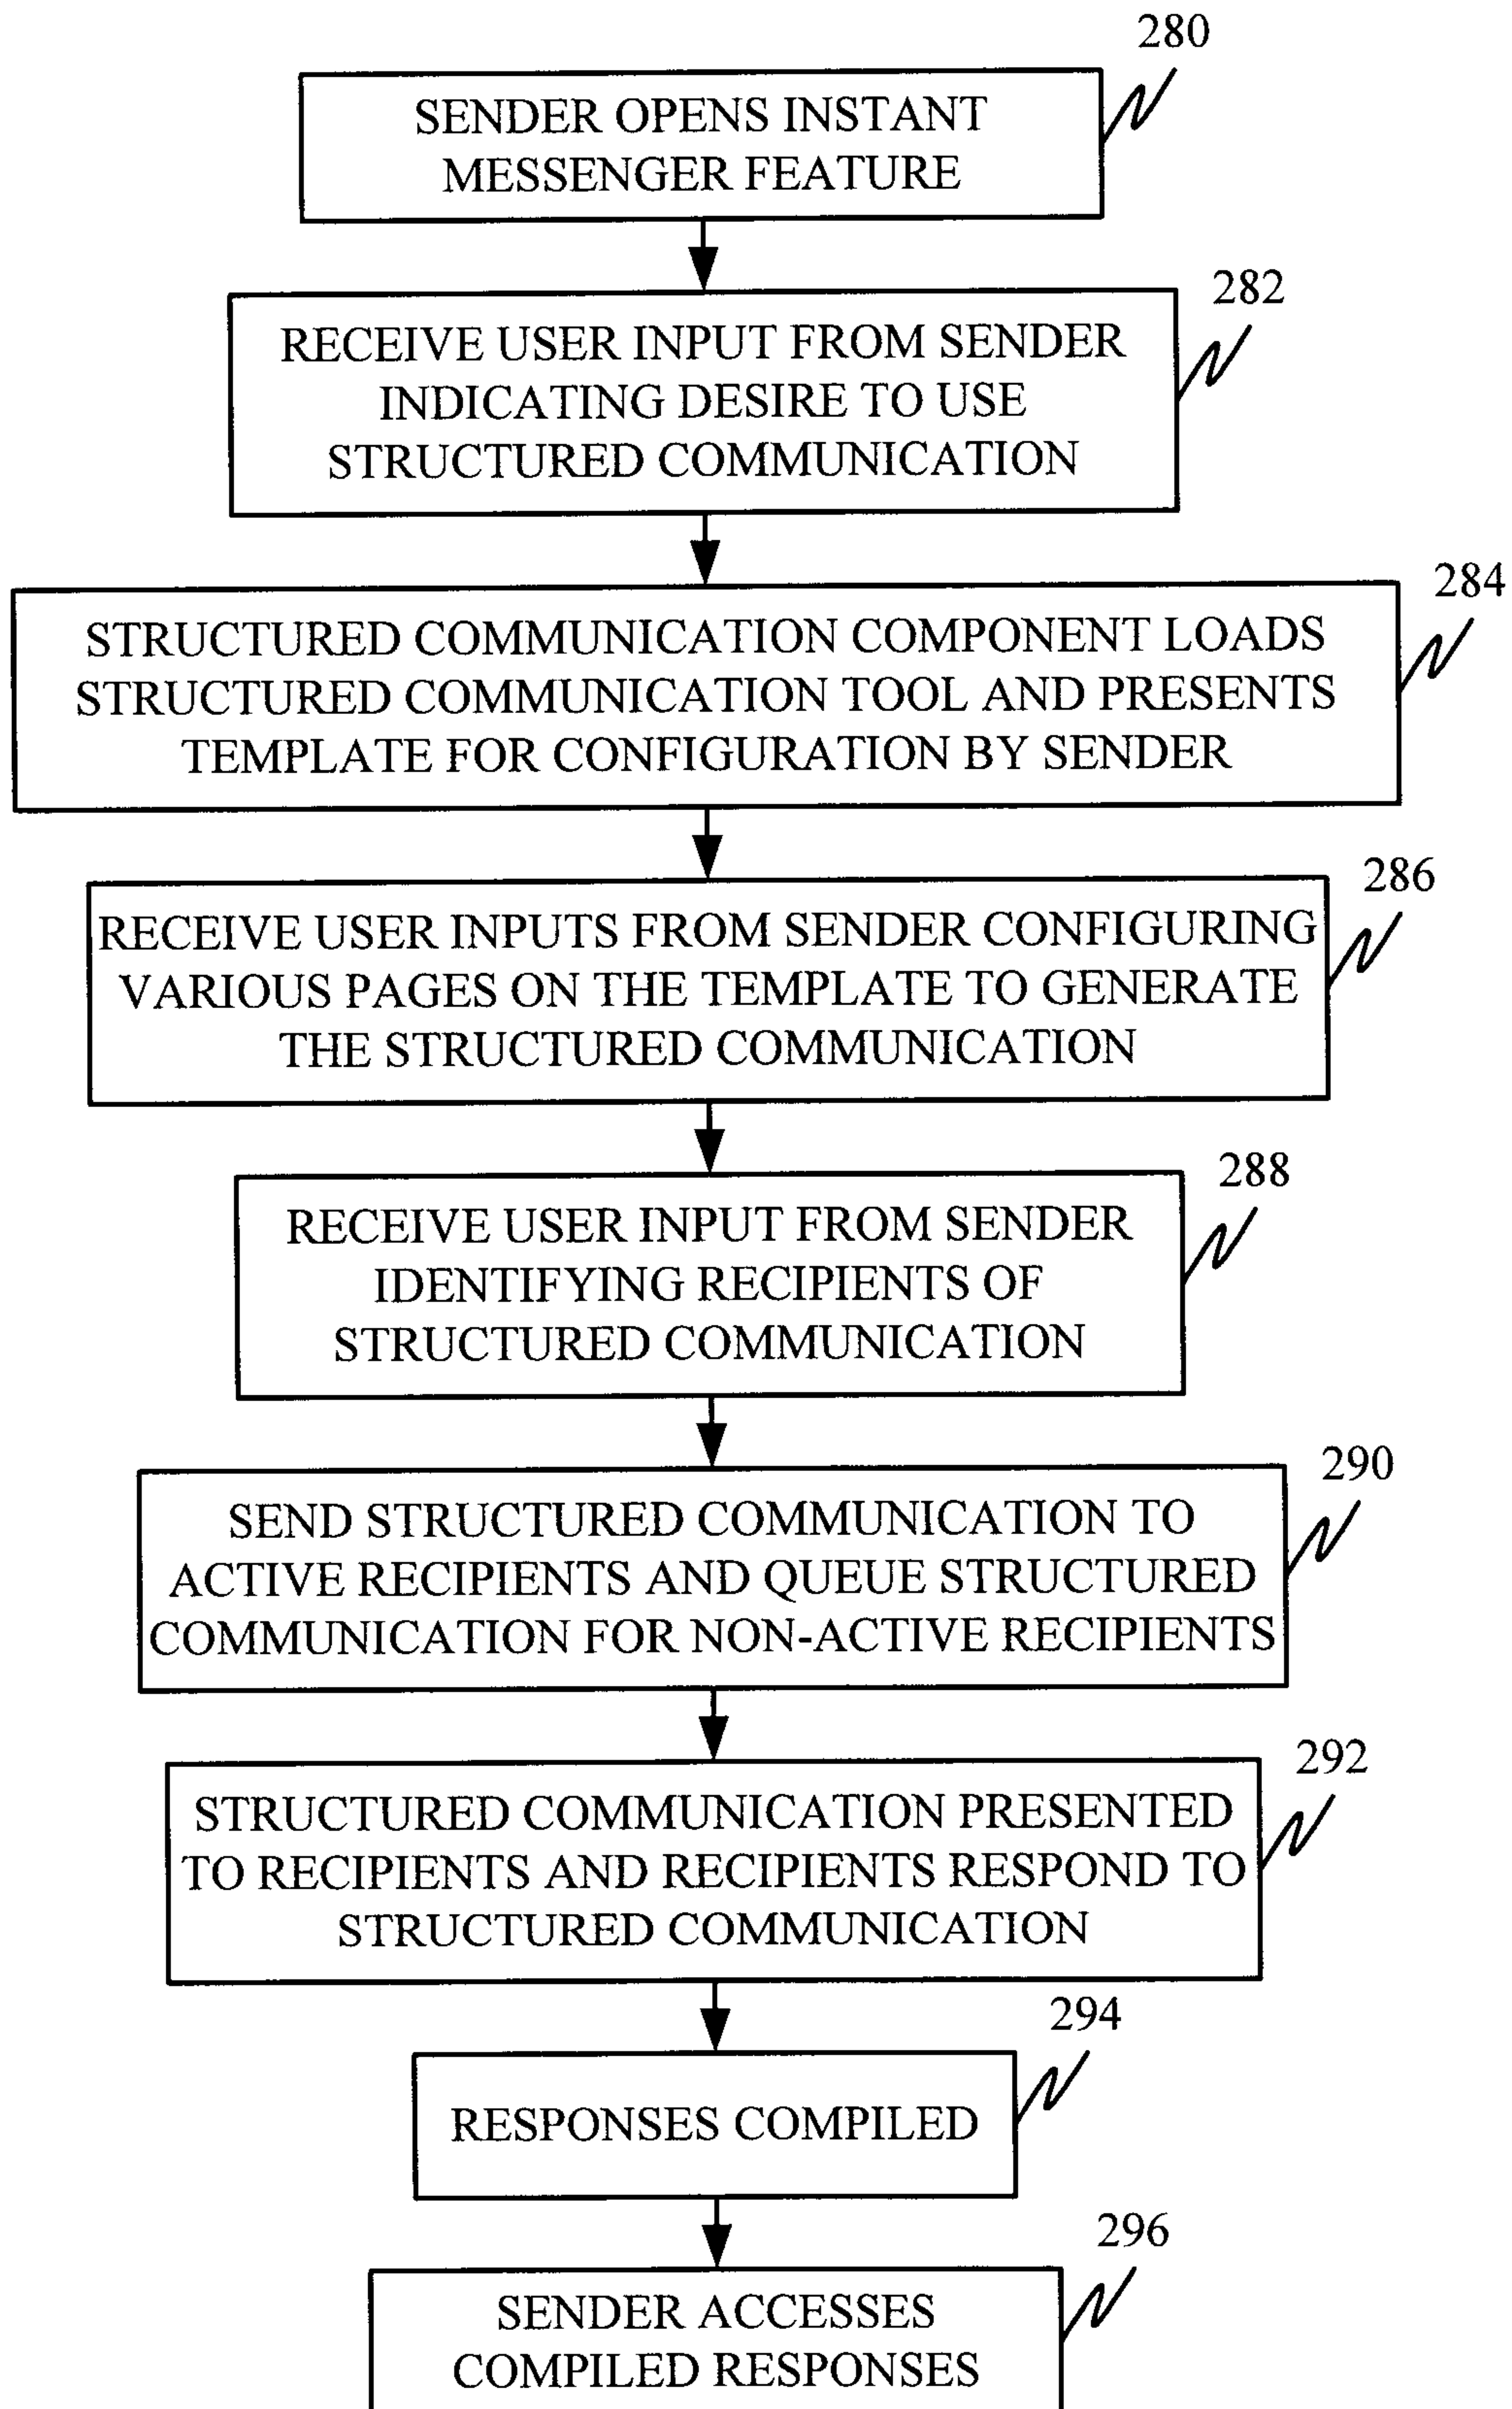 280
SENDER OPENS INSTANT
MESSENGER FEATURE
282
RECEIVE USER INPUT FROM SENDER
INDICATING DESIRE TO USE
STRUCTURED COMMUNICATION
284
STRUCTURED COMMUNICATION COMPONENT LOADS
STRUCTURED COMMUNICATION TOOL AND PRESENTS
TEMPLATE FOR CONFIGURATION BY SENDER
286
RECEIVE USER INPUTS FROM SENDER CONFIGURING
VARIOUS PAGES ON THE TEMPLATE TO GENERATE
THE STRUCTURED COMMUNICATION
288
RECEIVE USER INPUT FROM SENDER
IDENTIFYING RECIPIENTS OF
STRUCTURED COMMUNICATION
290
SEND STRUCTURED COMMUNICATION TO
ACTIVE RECIPIENTS AND QUEUE STRUCTURED
COMMUNICATION FOR NON-ACTIVE RECIPIENTS
292
STRUCTURED COMMUNICATION PRESENTED
TO RECIPIENTS AND RECIPIENTS RESPOND TO
STRUCTURED COMMUNICATION
294
RESPONSES COMPILED
296
SENDER ACCESSES
COMPILED RESPONSES